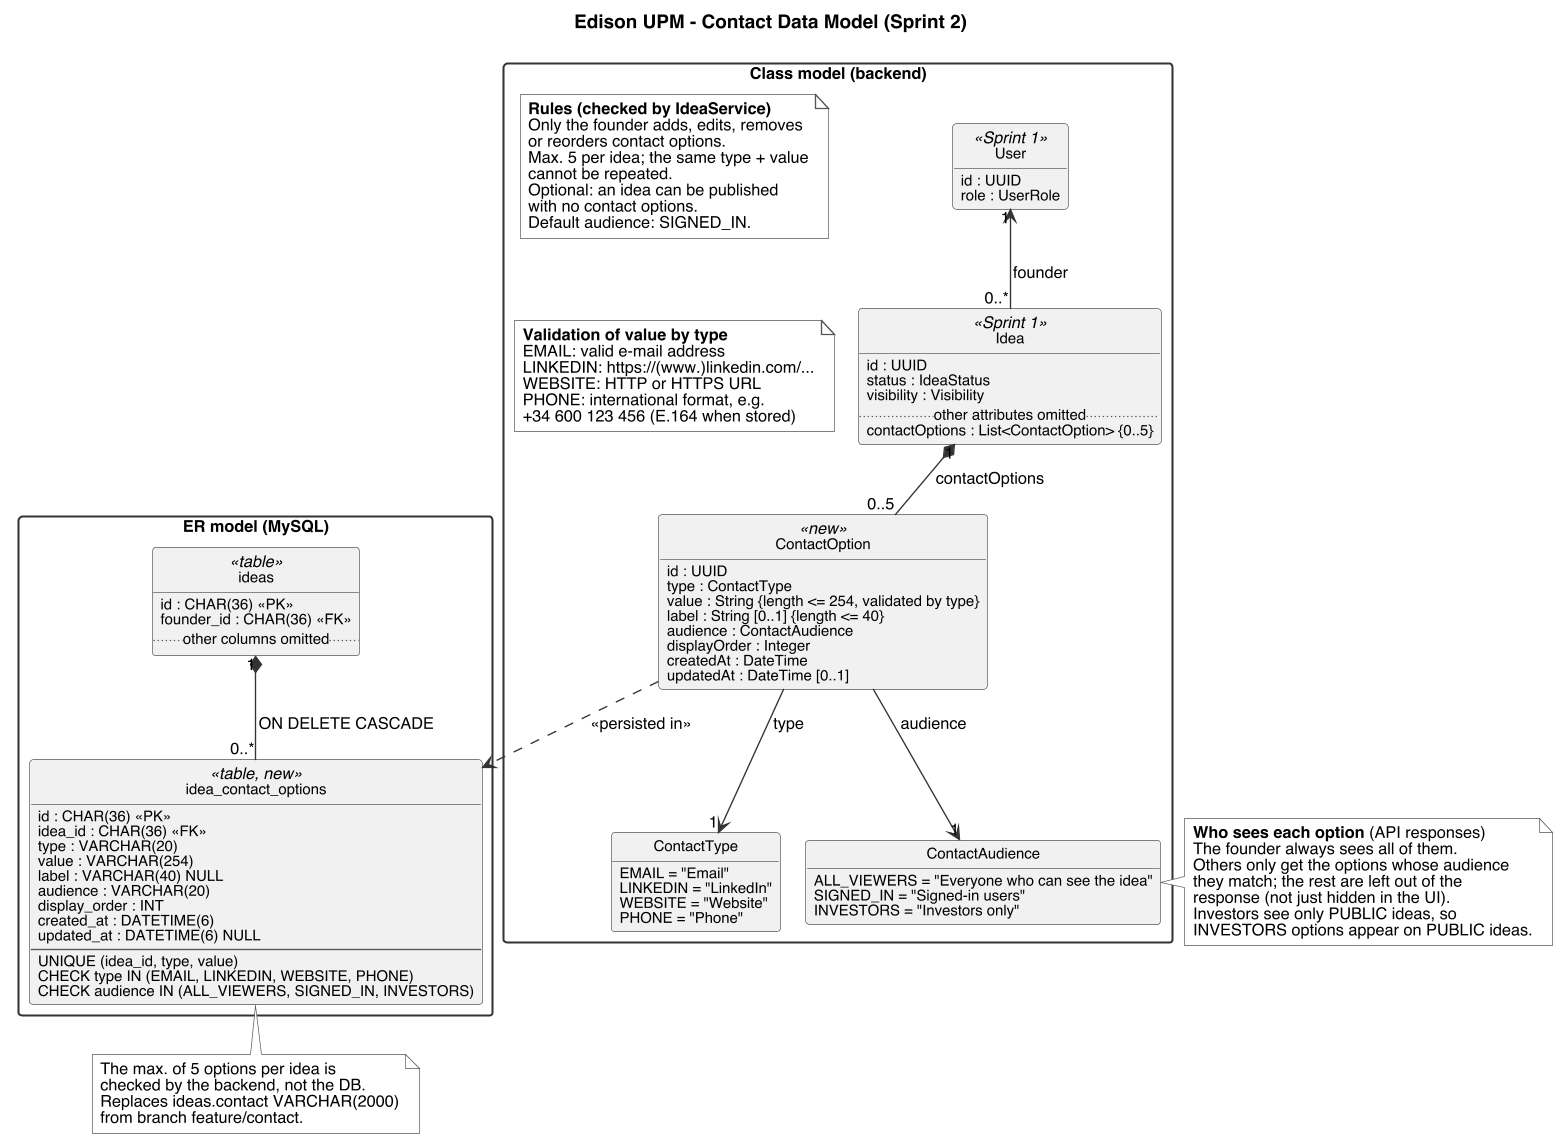 Edison UPM - Contact Data Model (Sprint 2)
Class model (backend)
Rules (checked by IdeaService)
Only the founder adds, edits, removes
or reorders contact options.
Max. 5 per idea; the same type + value
cannot be repeated.
Optional: an idea can be published
with no contact options.
Default audience: SIGNED_IN.
«Sprint 1»
User
id : UUID
role : UserRole
1
founder
0..*
Validation of value by type
EMAIL: valid e-mail address
LINKEDIN: https://(www.)linkedin.com/...
WEBSITE: HTTP or HTTPS URL
PHONE: international format, e.g.
+34 600 123 456 (E.164 when stored)
«Sprint 1»
Idea
id : UUID
status : IdeaStatus
visibility : Visibility
other attributes omitted
contactOptions : List<ContactOption> {0..5}
1
contactOptions
0..5
«new»
ContactOption
id : UUID
type : ContactType
value : String {length <= 254, validated by type}
label : String [0..1] {length <= 40}
audience : ContactAudience
displayOrder : Integer
createdAt : DateTime
updatedAt : DateTime [0..1]
ER model (MySQL)
«table»
ideas
id : CHAR(36) «PK»
founder_id : CHAR(36) «FK»
other columns omitted
1
ON DELETE CASCADE
0..*
«persisted in»
type
audience
1
1
«table, new»
idea_contact_options
id : CHAR(36) «PK»
idea_id : CHAR(36) «FK»
type : VARCHAR(20)
value : VARCHAR(254)
label : VARCHAR(40) NULL
audience : VARCHAR(20)
display_order : INT
created_at : DATETIME(6)
updated_at : DATETIME(6) NULL
UNIQUE (idea_id, type, value)
CHECK type IN (EMAIL, LINKEDIN, WEBSITE, PHONE)
CHECK audience IN (ALL_VIEWERS, SIGNED_IN, INVESTORS)
ContactType
EMAIL = "Email"
LINKEDIN = "LinkedIn"
WEBSITE = "Website"
PHONE = "Phone"
ContactAudience
ALL_VIEWERS = "Everyone who can see the idea"
SIGNED_IN = "Signed-in users"
INVESTORS = "Investors only"
Who sees each option (API responses)
The founder always sees all of them.
Others only get the options whose audience
they match; the rest are left out of the
response (not just hidden in the UI).
Investors see only PUBLIC ideas, so
INVESTORS options appear on PUBLIC ideas.
The max. of 5 options per idea is
checked by the backend, not the DB.
Replaces ideas.contact VARCHAR(2000)
from branch feature/contact.